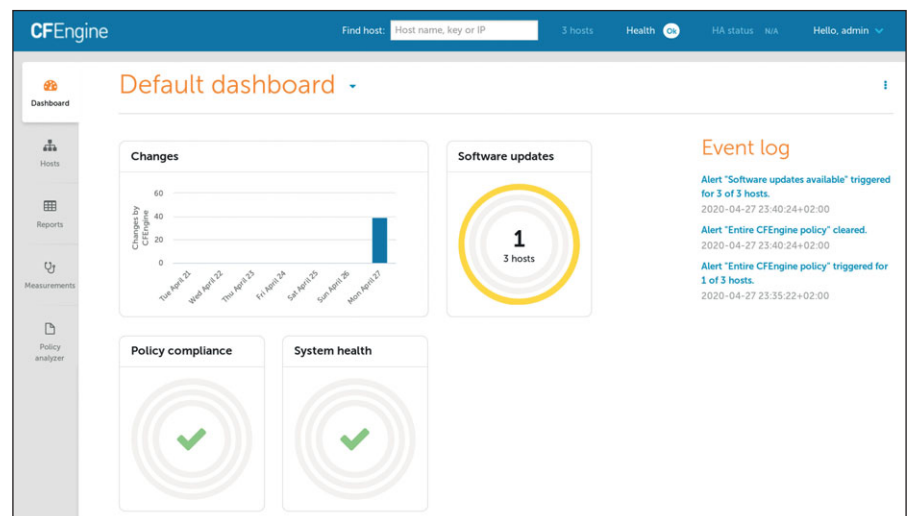 CFEngine
Find host:
Host name, key or IP
3 hosts
Health Ok
HA status N/A
Hello, admin
Dashboard
Hosts
Reports
Measurements
Policy
analyzer
Default dashboard
Changes
Changes by
CFEngine
60
40
20
0
Tue April 21
Wed April 22
Thu April 23
Fri April 24
Sat April 25
Sun April 26
Mon April 27
Software updates
1
3 hosts
Policy compliance
System health
Event log
Alert "Software updates available" triggered
for 3 of 3 hosts.
2020-04-27 23:40:24+02:00
Alert "Entire CFEngine policy" cleared.
2020-04-27 23:40:24+02:00
Alert "Entire CFEngine policy" triggered for
1 of 3 hosts.
2020-04-27 23:35:22+02:00